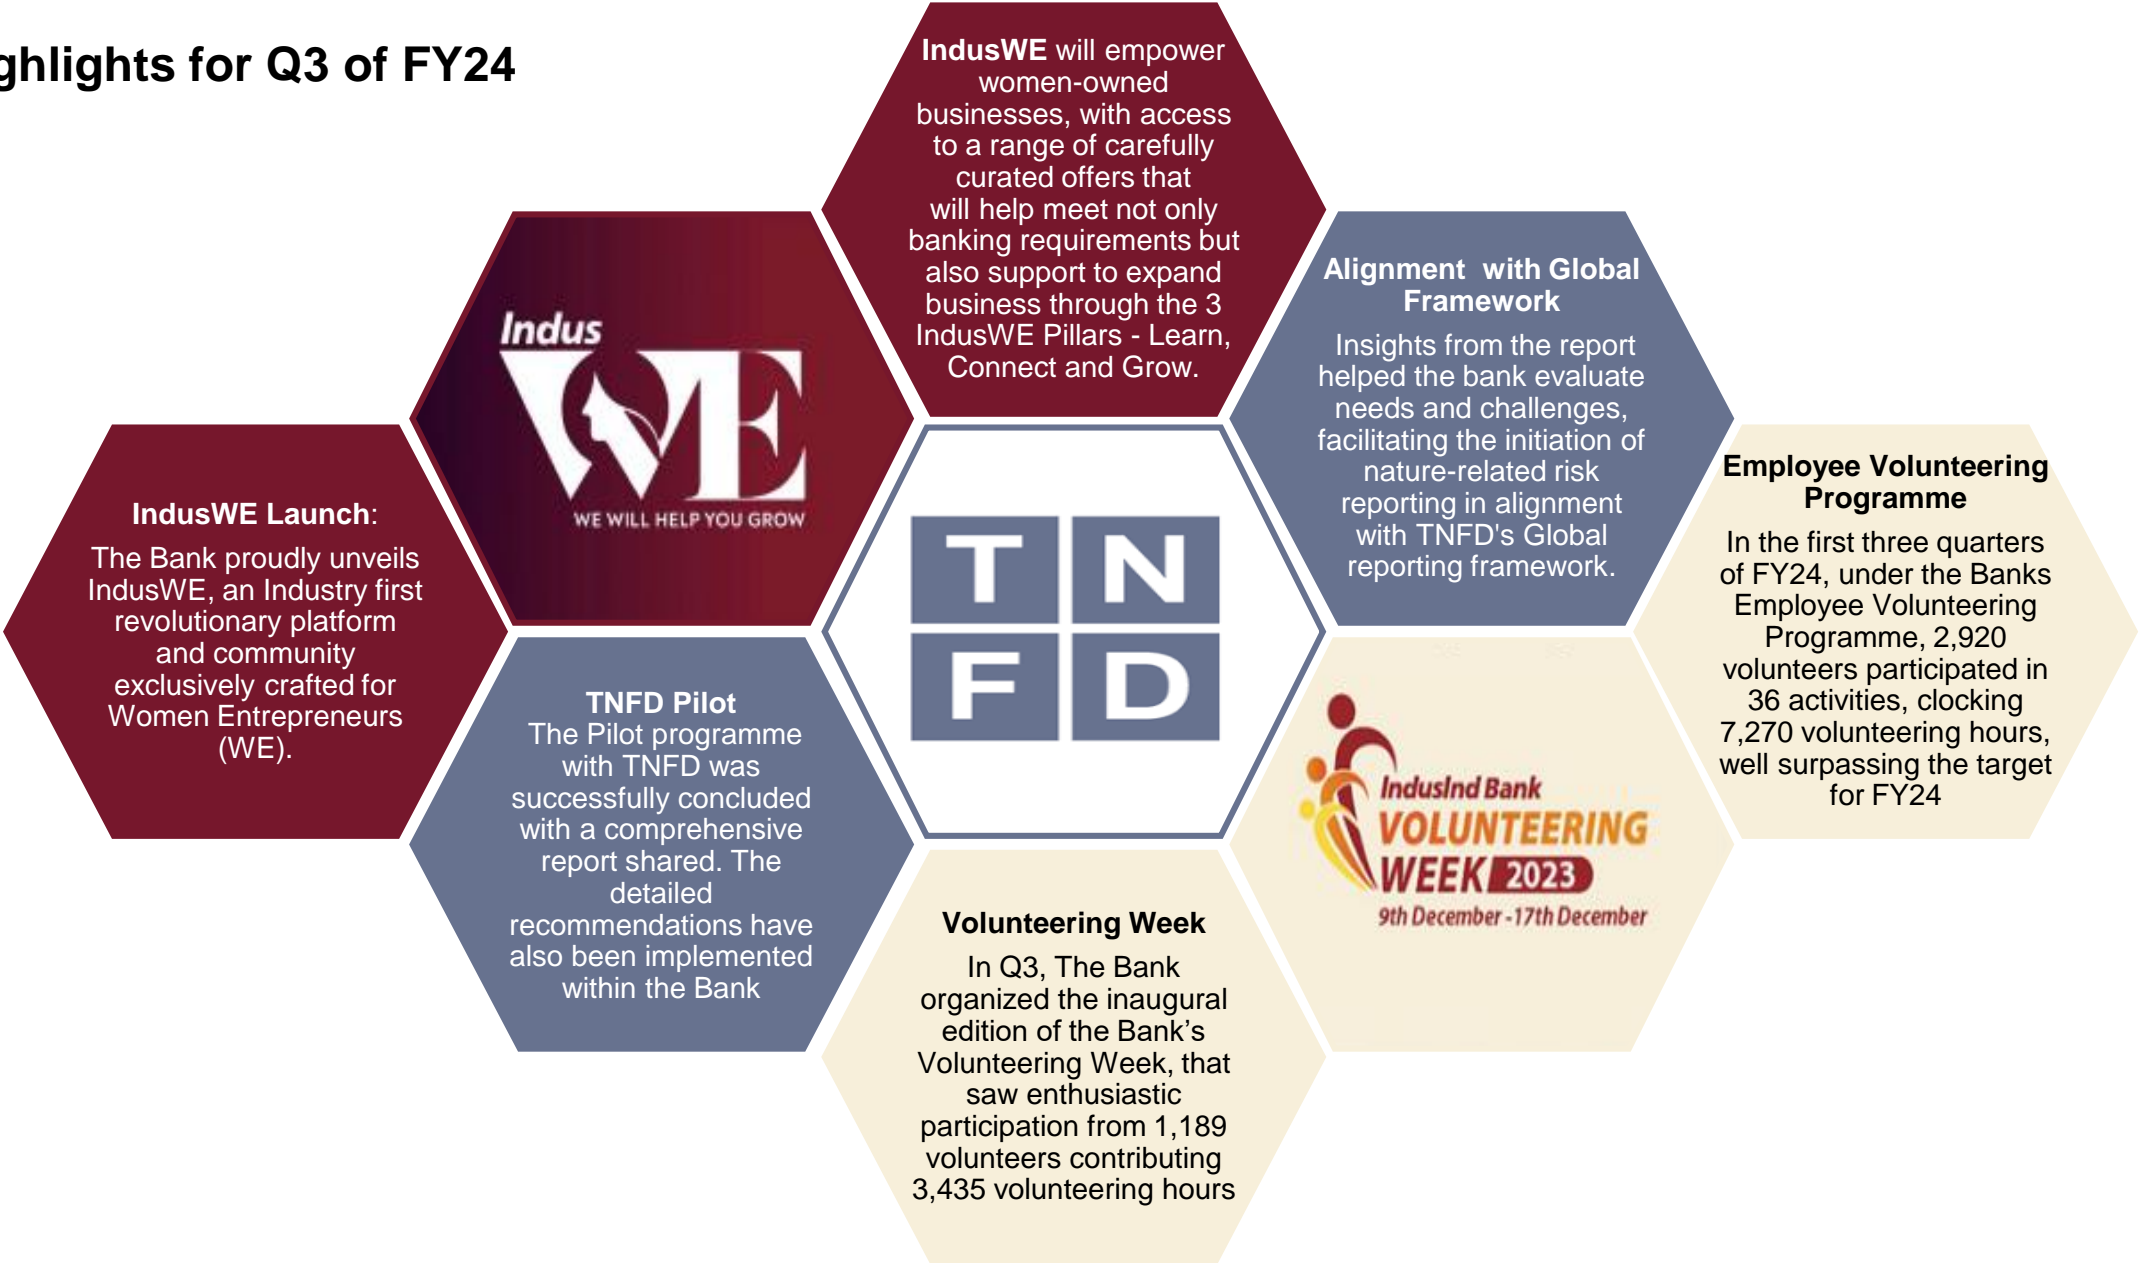 ghlights for Q3 of FY24
IndusWE will empower
women-owned
businesses, with access
to a range of carefully
curated offers that
will help meet not only
banking requirements but
also support to expand
business through the 3
IndusWE Pillars - Learn,
Connect and Grow.
Indus
WE
WE WILL HELP YOU GROW
Alignment with Global
Framework
Insights from the report
helped the bank evaluate
needs and challenges,
facilitating the initiation of
nature-related risk
reporting in alignment
with TNFD's Global
reporting framework.
IndusWE Launch:
The Bank proudly unveils
IndusWE, an Industry first
revolutionary platform
and community
exclusively crafted for
Women Entrepreneurs
(WE).
T N
F D
Employee Volunteering
Programme
In the first three quarters
of FY24, under the Banks
Employee Volunteering
Programme, 2,920
volunteers participated in
36 activities, clocking
7,270 volunteering hours,
well surpassing the target
for FY24
TNFD Pilot
The Pilot programme
with TNFD was
successfully concluded
with a comprehensive
report shared. The
detailed
recommendations have
also been implemented
within the Bank
IndusInd Bank
VOLUNTEERING
WEEK 2023
9th December - 17th December
Volunteering Week
In Q3, The Bank
organized the inaugural
edition of the Bank’s
Volunteering Week, that
saw enthusiastic
participation from 1,189
volunteers contributing
3,435 volunteering hours